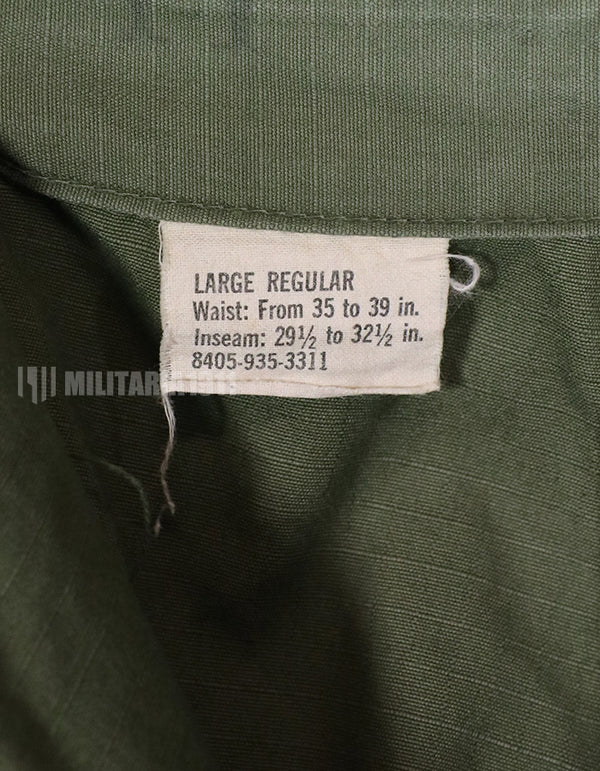 LARGE REGULAR
Waist: From 35 to 39 in.
Inseam: 29½ to 32½ in.
8405-935-3311